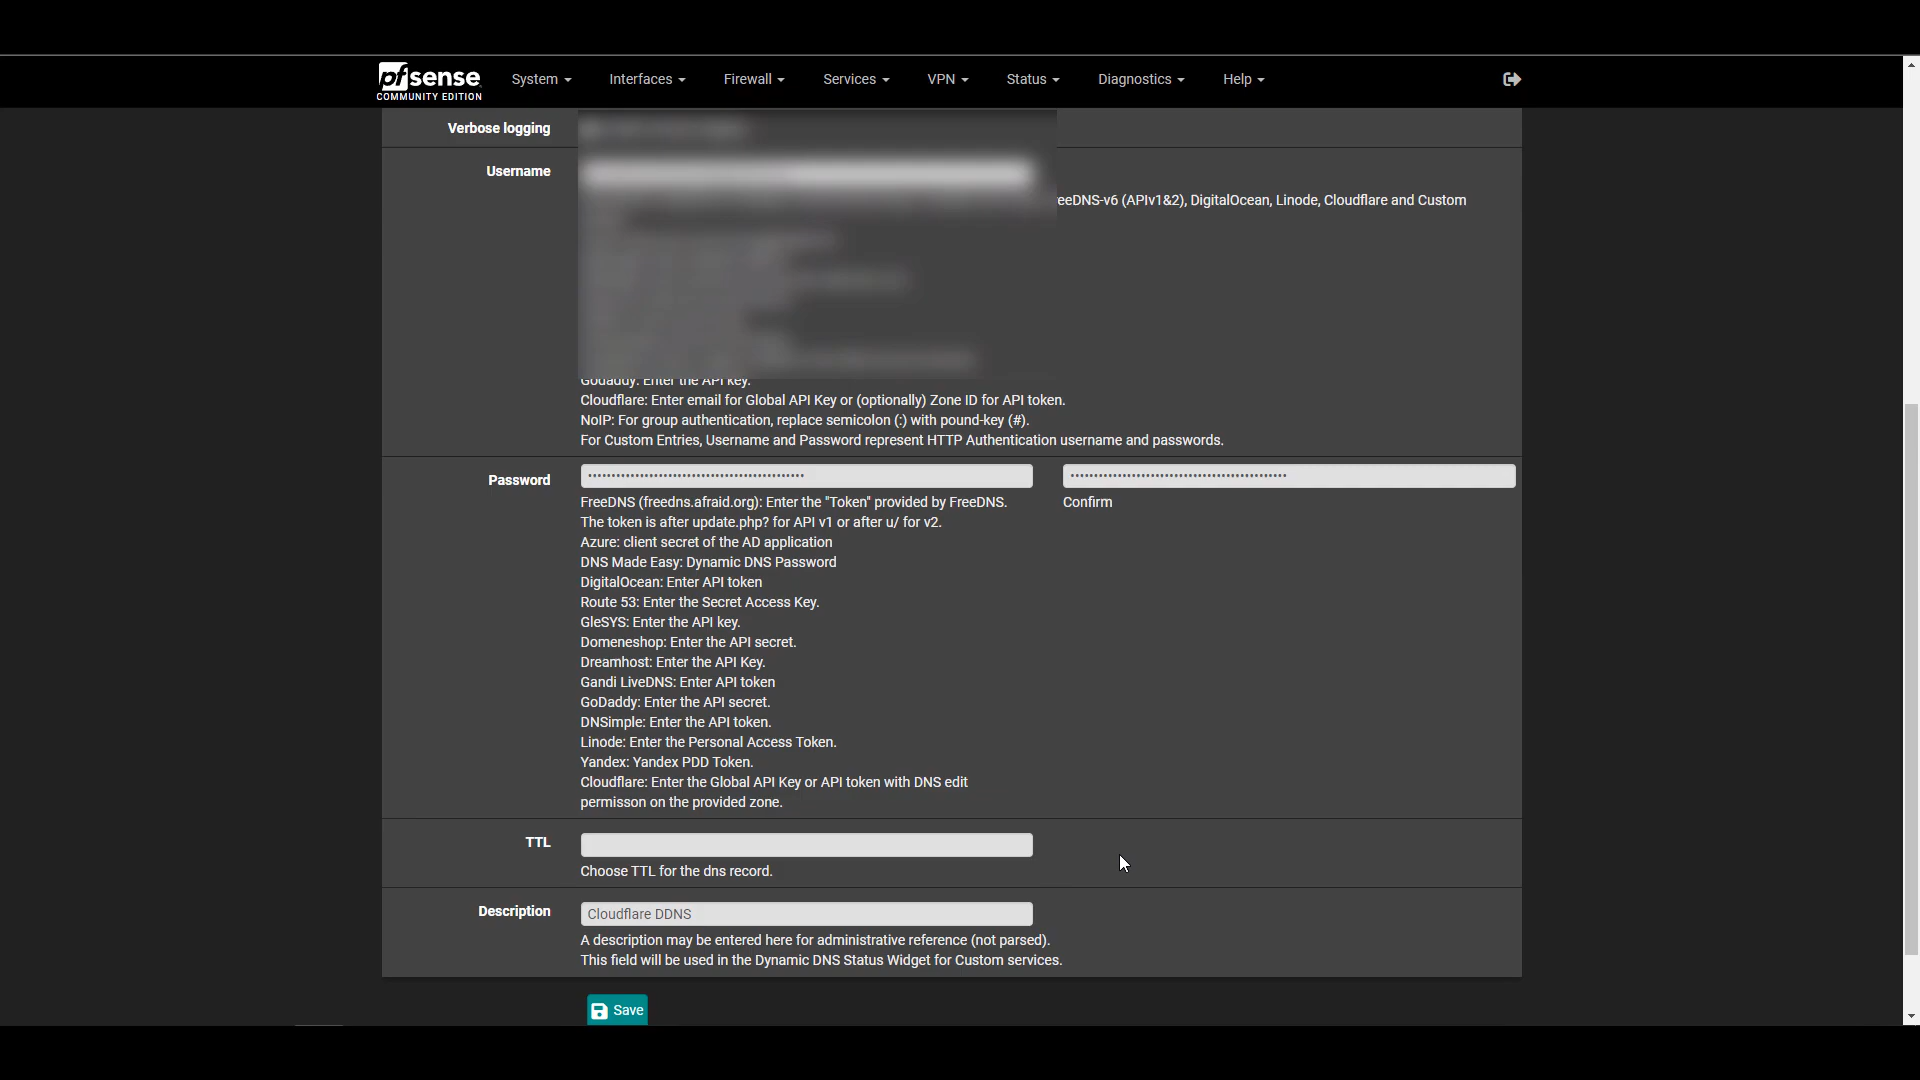 pfsense
COMMUNITY EDITION
System
Interfaces
Firewall
Services
VPN
Status
Diagnostics
Help
Verbose logging
Username
eeDNS-v6 (APIv1&2), DigitalOcean, Linode, Cloudflare and Custom
Godaddy: Enter the API key.
Cloudflare: Enter email for Global API Key or (optionally) Zone ID for API token.
NoIP: For group authentication, replace semicolon (:) with pound-key (#).
For Custom Entries, Username and Password represent HTTP Authentication username and passwords.
Password
FreeDNS (freedns.afraid.org): Enter the "Token" provided by FreeDNS.
Confirm
The token is after update.php? for API v1 or after u/ for v2.
Azure: client secret of the AD application
DNS Made Easy: Dynamic DNS Password
DigitalOcean: Enter API token
Route 53: Enter the Secret Access Key.
GleSYS: Enter the API key.
Domeneshop: Enter the API secret.
Dreamhost: Enter the API Key.
Gandi LiveDNS: Enter API token
GoDaddy: Enter the API secret.
DNSimple: Enter the API token.
Linode: Enter the Personal Access Token.
Yandex: Yandex PDD Token.
Cloudflare: Enter the Global API Key or API token with DNS edit
permisson on the provided zone.
TTL
Choose TTL for the dns record.
Description
Cloudflare DDNS
A description may be entered here for administrative reference (not parsed).
This field will be used in the Dynamic DNS Status Widget for Custom services.
Save